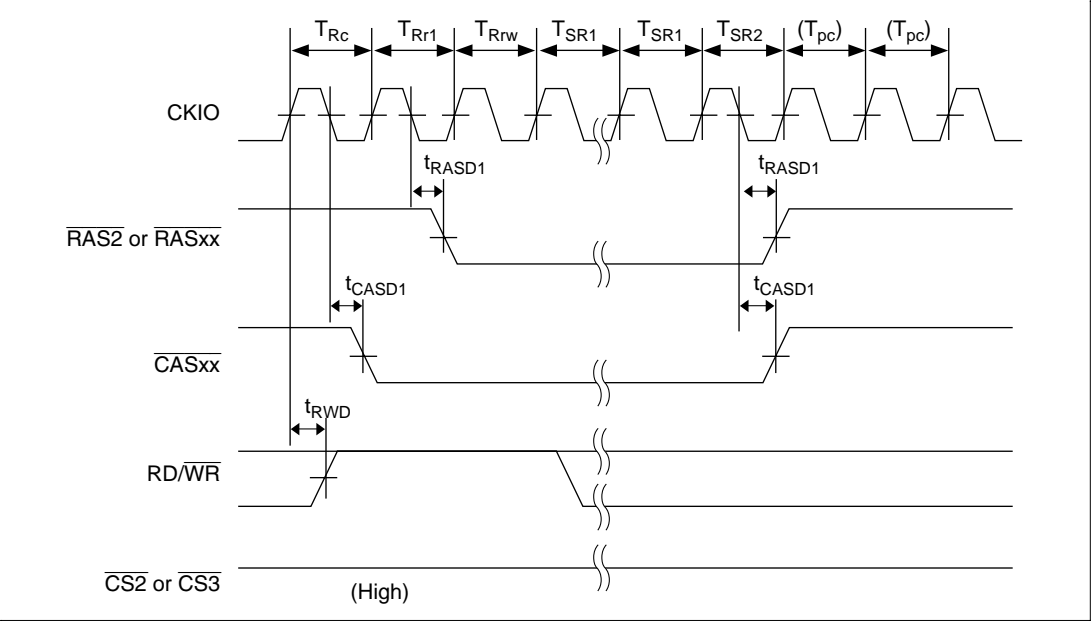 TRc TRr1 TRrw TSR1 TSR1 TSR2 (Tpc) (Tpc)
CKIO
tRASD1 tRASD1
RAS2 or RASxx
tCASD1 tCASD1
CASxx
tRWD
RD/WR
CS2 or CS3
(High)